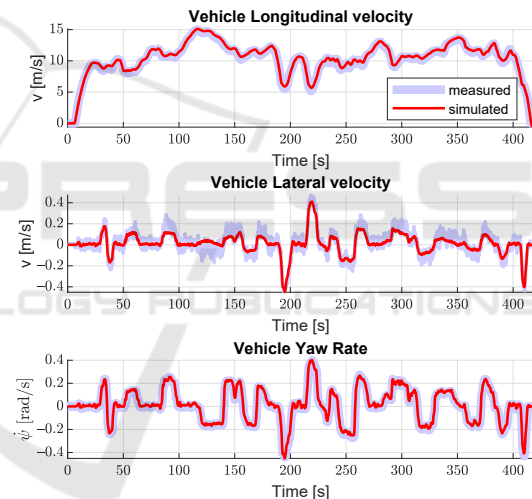 Vehicle Longitudinal velocity
15
10
5
0
v [m/s]
measured
simulated
0 50 100 150 200 250 300 350 400
Time [s]
Vehicle Lateral velocity
0.4
0.2
0
−0.2
−0.4
v [m/s]
0 50 100 150 200 250 300 350 400
Time [s]
Vehicle Yaw Rate
0.4
0.2
0
−0.2
−0.4
ψ̇ [rad/s]
0 50 100 150 200 250 300 350 400
Time [s]
PRESS
LOGY PUBLICATION